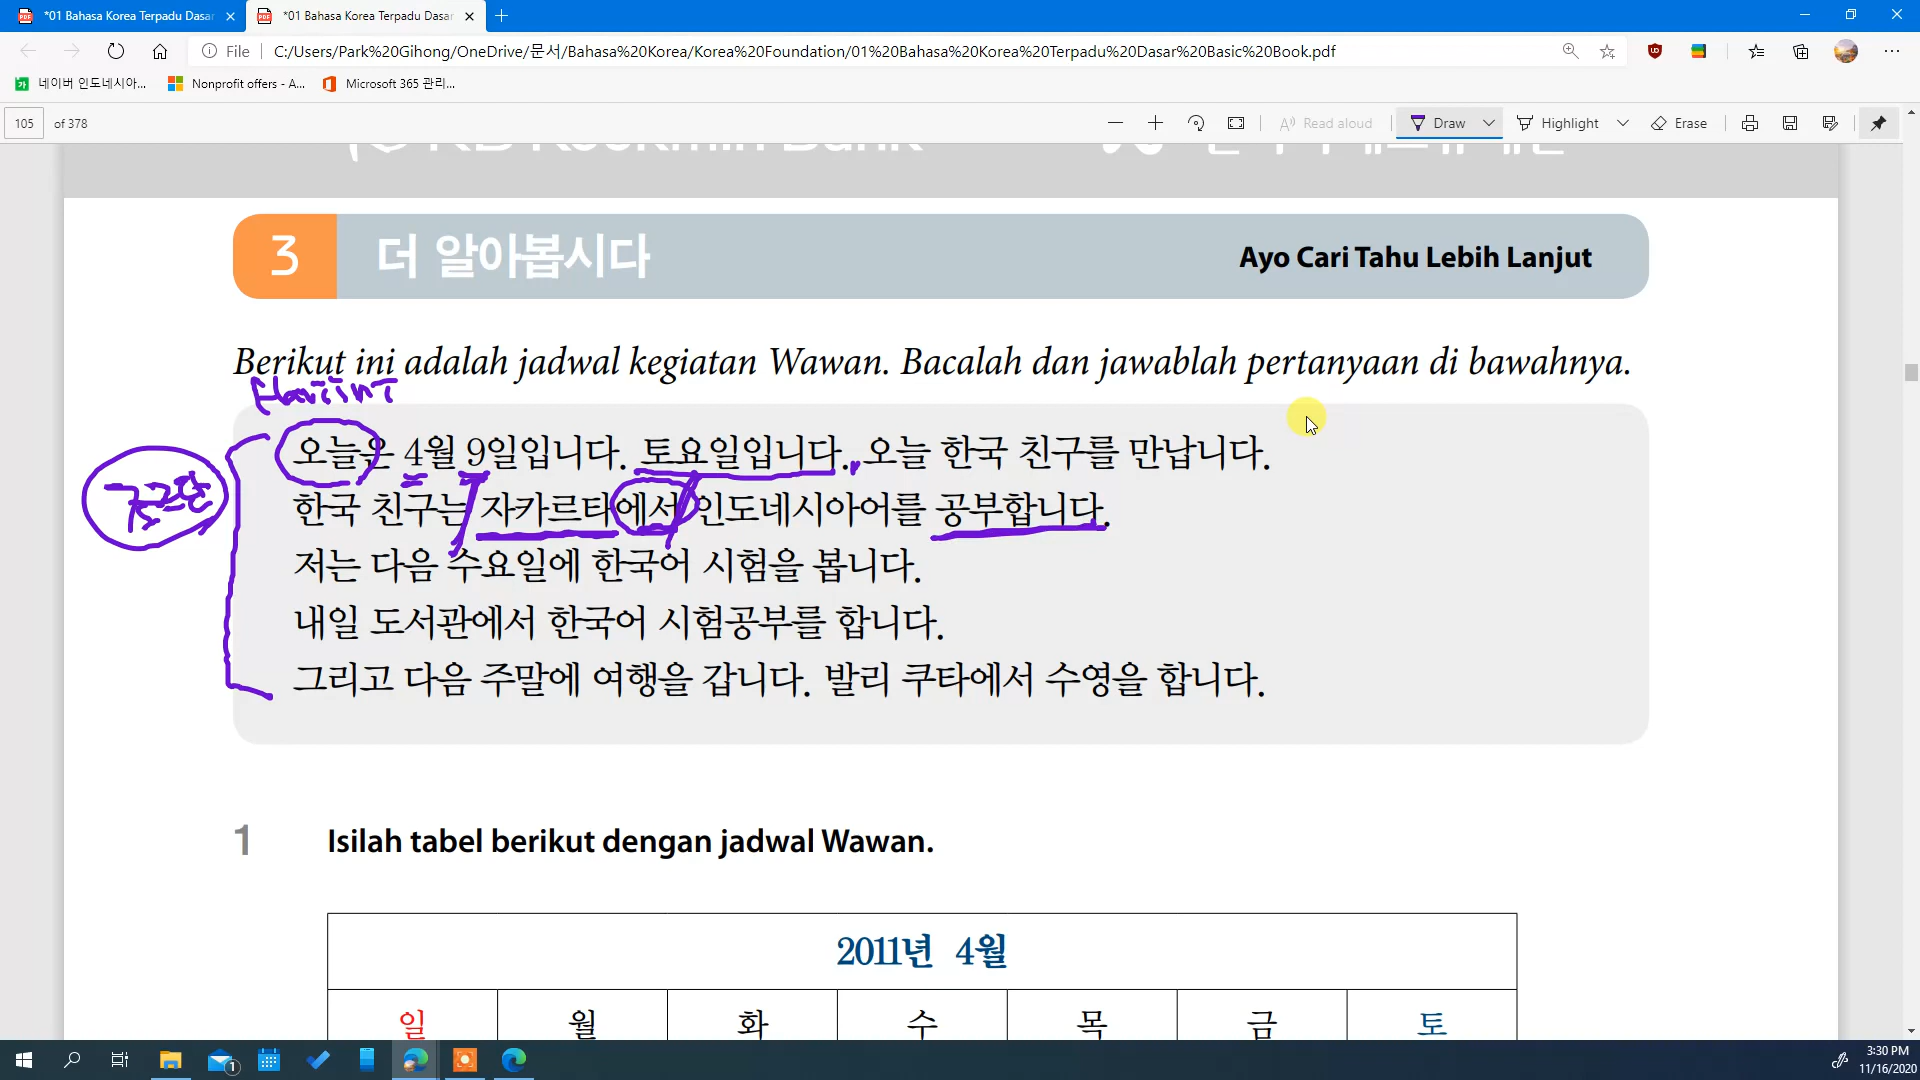 *01 Bahasa Korea Terpadu Dasar
*01 Bahasa Korea Terpadu Dasar
File
C:/Users/Park%20Gihong/OneDrive/문서/Bahasa%20Korea/Korea%20Foundation/01%20Bahasa%20Korea%20Terpadu%20Dasar%20Basic%20Book.pdf
네이버 인도네시아... Nonprofit offers - A... Microsoft 365 관리...
105 of 378 Read aloud Draw Highlight Erase
KB Kookmin Bank
3 더 알아봅시다 Ayo Cari Tahu Lebih Lanjut
Berikut ini adalah jadwal kegiatan Wawan. Bacalah dan jawablah pertanyaan di bawahnya.
Hari ini
오늘은 4월 9일입니다. 토요일입니다. 오늘 한국 친구를 만납니다.
한국 친구는 자카르타에서 인도네시아어를 공부합니다.
저는 다음 수요일에 한국어 시험을 봅니다.
내일 도서관에서 한국어 시험공부를 합니다.
그리고 다음 주말에 여행을 갑니다. 발리 쿠타에서 수영을 합니다.
1 Isilah tabel berikut dengan jadwal Wawan.
2011년 4월
일 월 화 수 목 금 토
1
3:30 PM
11/16/2020